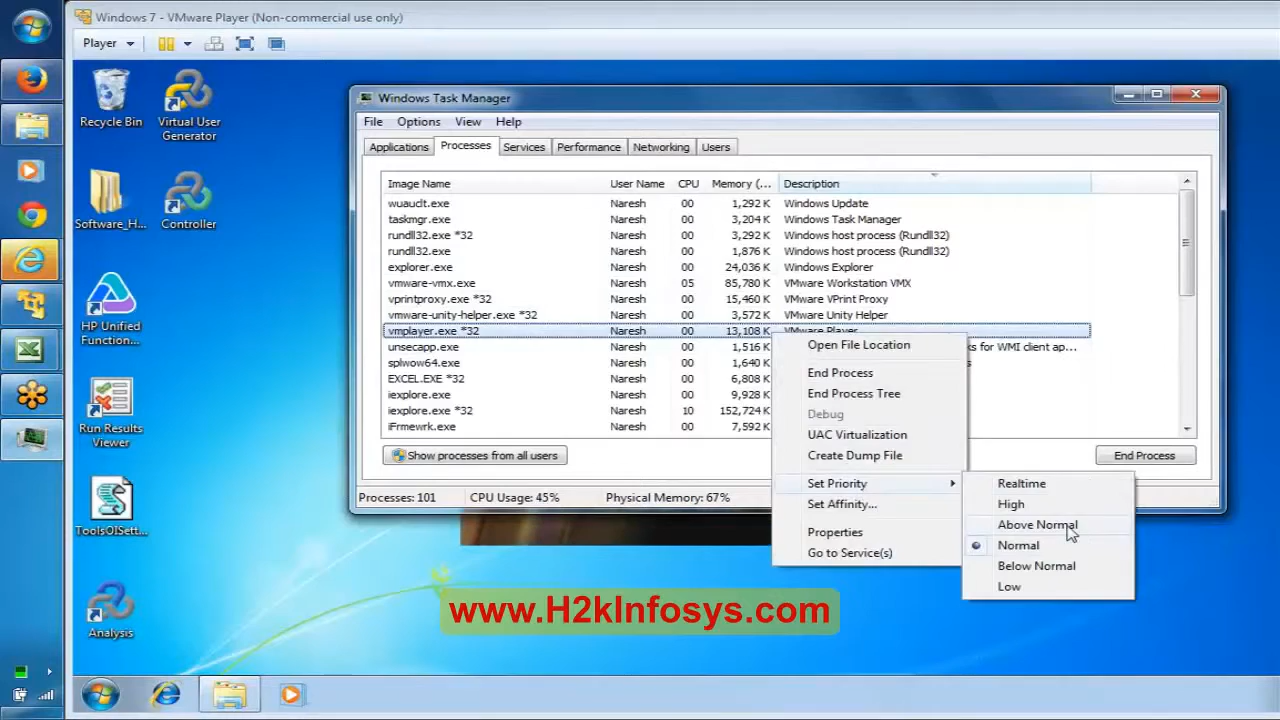 Windows 7 - VMware Player (Non-commercial use only)
Player
Recycle Bin
Virtual User
Generator
Software_H...
Controller
HP Unified
Function...
Run Results
Viewer
ToolsOlSett...
Analysis
Windows Task Manager
File Options View Help
Applications Processes Services Performance Networking Users
Image Name User Name CPU Memory (... Description
wuauclt.exe Naresh 00 1,292 K Windows Update
taskmgr.exe Naresh 00 3,204 K Windows Task Manager
rundll32.exe *32 Naresh 00 3,292 K Windows host process (Rundll32)
rundll32.exe Naresh 00 1,876 K Windows host process (Rundll32)
explorer.exe Naresh 00 24,036 K Windows Explorer
vmware-vmx.exe Naresh 05 85,780 K VMware Workstation VMX
vprintproxy.exe *32 Naresh 00 15,460 K VMware VPrint Proxy
vmware-unity-helper.exe *32 Naresh 00 3,572 K VMware Unity Helper
vmplayer.exe *32 Naresh 00 13,108 K VMware Player
unsecapp.exe Naresh 00 1,516 K ks for WMI client ap...
splwow64.exe Naresh 00 1,640 K
EXCEL.EXE *32 Naresh 00 6,808 K
iexplore.exe Naresh 00 9,928 K
iexplore.exe *32 Naresh 10 152,724 K
iFrmewrk.exe Naresh 00 7,592 K
Show processes from all users
End Process
Processes: 101 CPU Usage: 45% Physical Memory: 67%
Open File Location
End Process
End Process Tree
Debug
UAC Virtualization
Create Dump File
Set Priority
Set Affinity...
Properties
Go to Service(s)
Realtime
High
Above Normal
Normal
Below Normal
Low
www.H2kInfosys.com